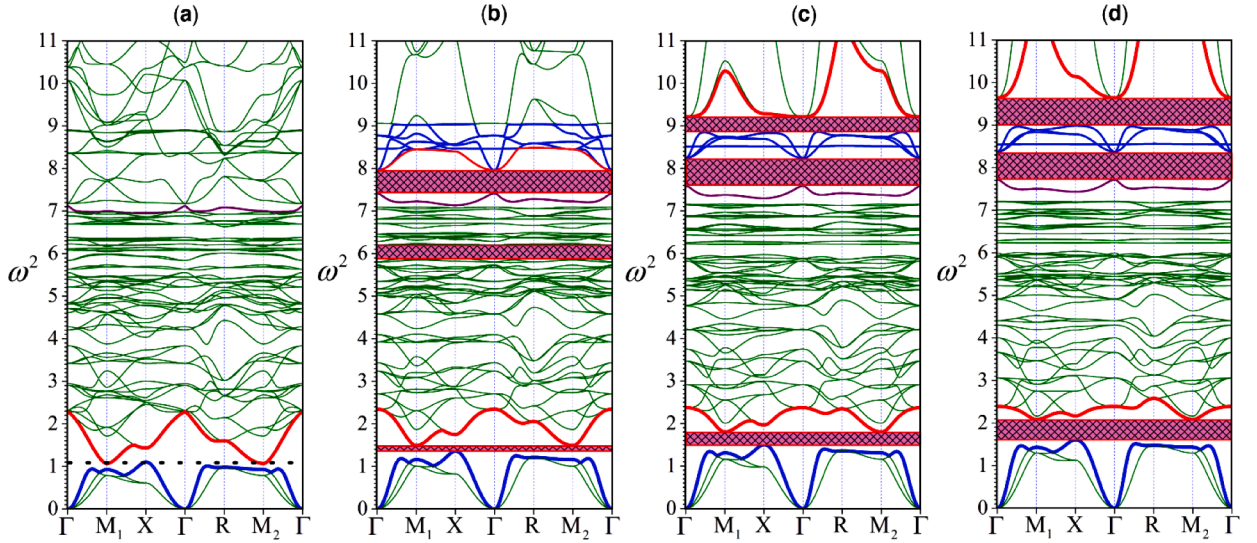 (a) (b) (c) (d)
11 11 11 11
10 10 10 10
9 9 9 9
8 8 8 8
7 7 7 7
ω² 6 ω² 6 ω² 6 ω² 6
5 5 5 5
4 4 4 4
3 3 3 3
2 2 2 2
1 1 1 1
0 0 0 0
Γ M₁ X Γ R M₂ Γ Γ M₁ X Γ R M₂ Γ Γ M₁ X Γ R M₂ Γ Γ M₁ X Γ R M₂ Γ